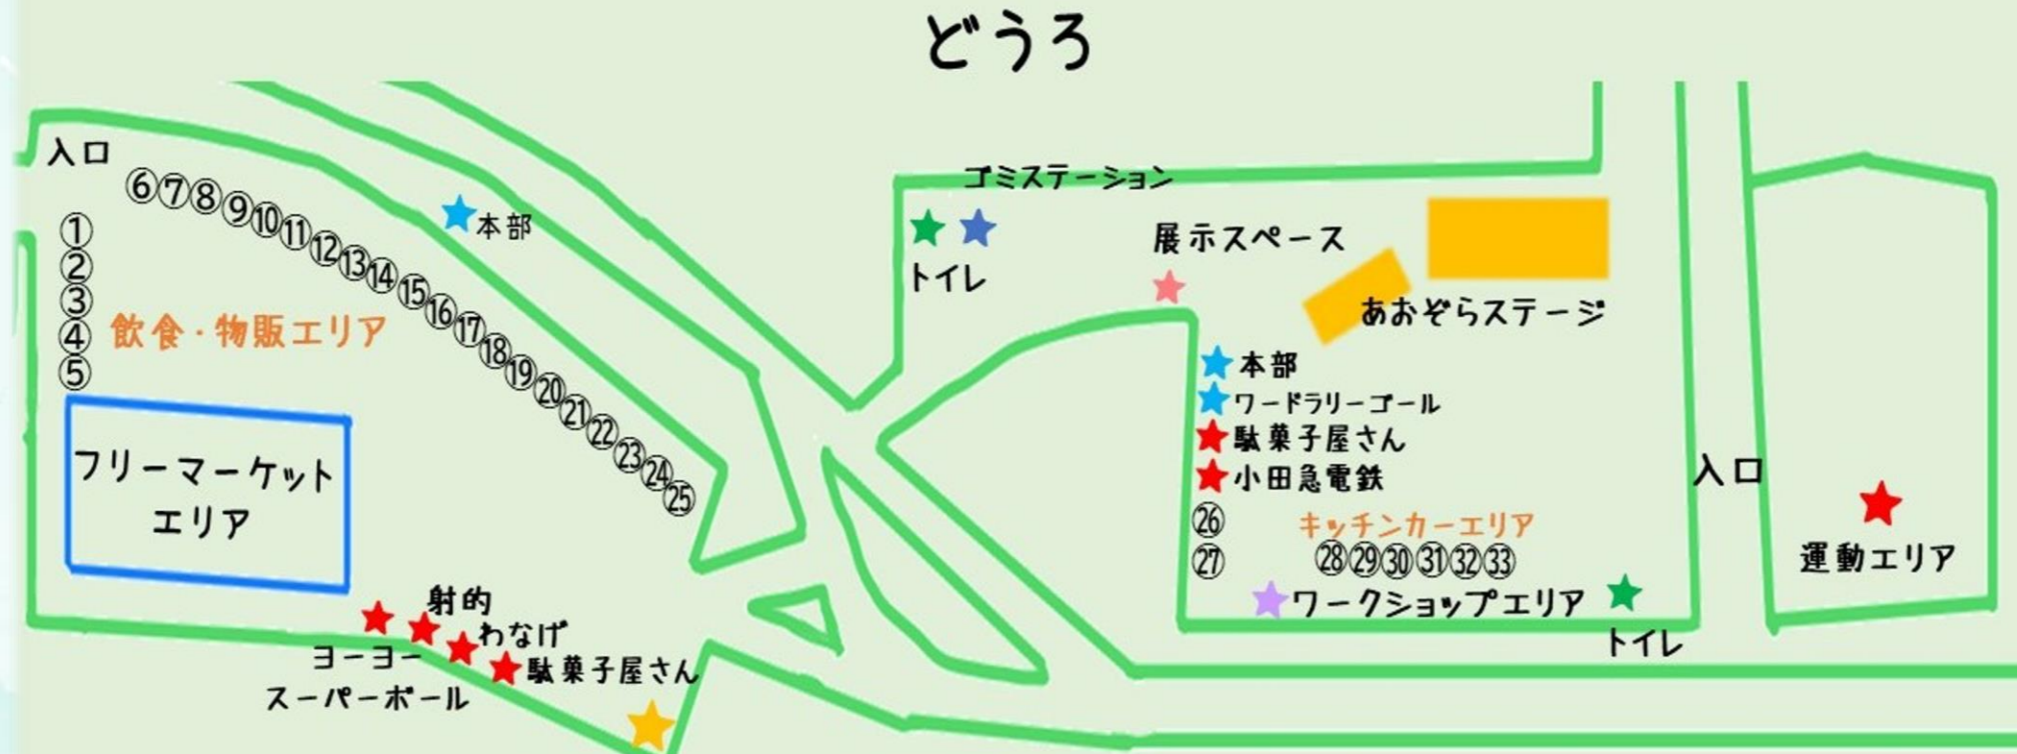 どうろ
入口
⑥⑦⑧⑨⑩⑪⑫⑬⑭⑮⑯⑰⑱⑲⑳㉑㉒㉓㉔㉕
①
②
③
④
⑤
飲食・物販エリア
本部
フリーマーケット
エリア
射的
わなげ
ヨーヨー
駄菓子屋さん
スーパーボール
ゴミステーション
トイレ
展示スペース
あおぞらステージ
本部
ワードラリーゴール
駄菓子屋さん
小田急電鉄
㉖
㉗
キッチンカーエリア
㉘㉙㉚㉛㉜㉝
ワークショップエリア
トイレ
入口
運動エリア